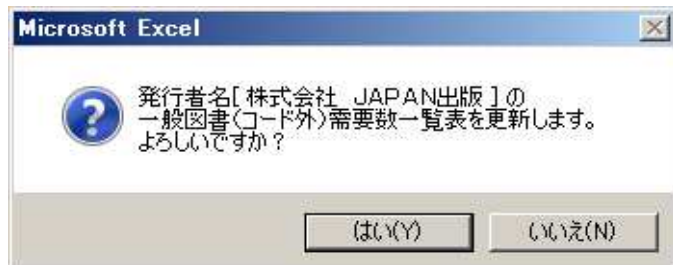 Microsoft Excel
発行者名[ 株式会社　JAPAN出版 ]の
一般図書(コード外)需要数一覧表を更新します。
よろしいですか？
はい(Y)
いいえ(N)